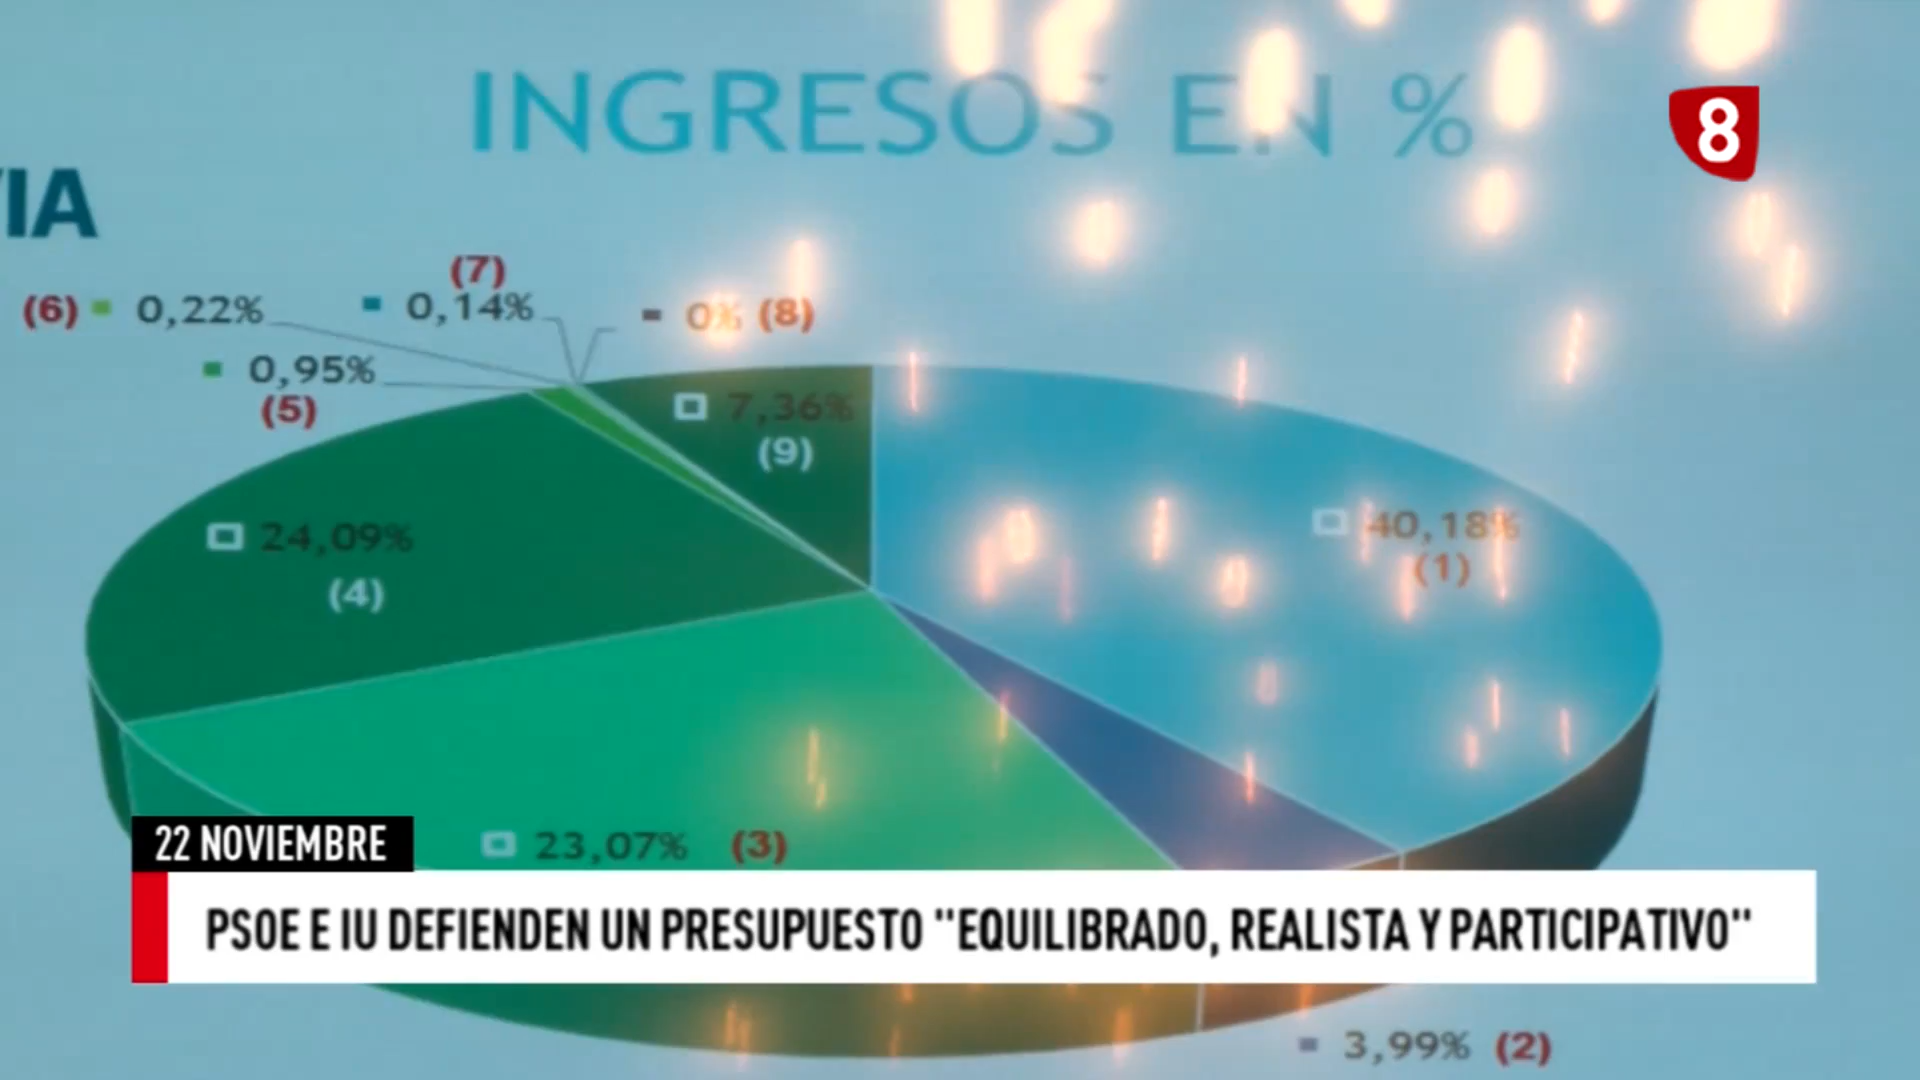 INGRESOS EN %
8
VIA
(7)
(6) 0,22% 0,14% 0% (8)
0,95%
(5)
7,36%
(9)
24,09%
(4)
40,18%
(1)
23,07% (3)
22 NOVIEMBRE
PSOE E IU DEFIENDEN UN PRESUPUESTO "EQUILIBRADO, REALISTA Y PARTICIPATIVO"
3,99% (2)